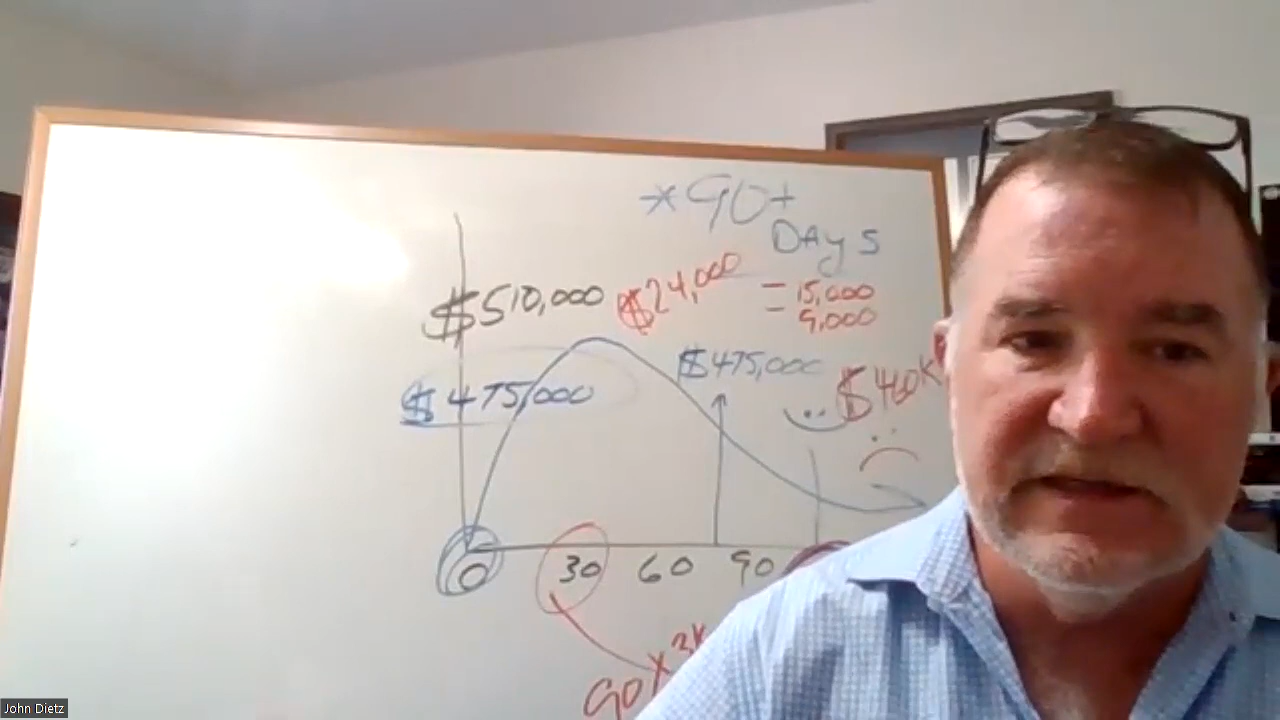 *90+
DAYS
$510,000 $24,000 = 15,000
- 9,000
$475,000 $475,000 $460K
0 30 60 90
90 x 3K
John Dietz